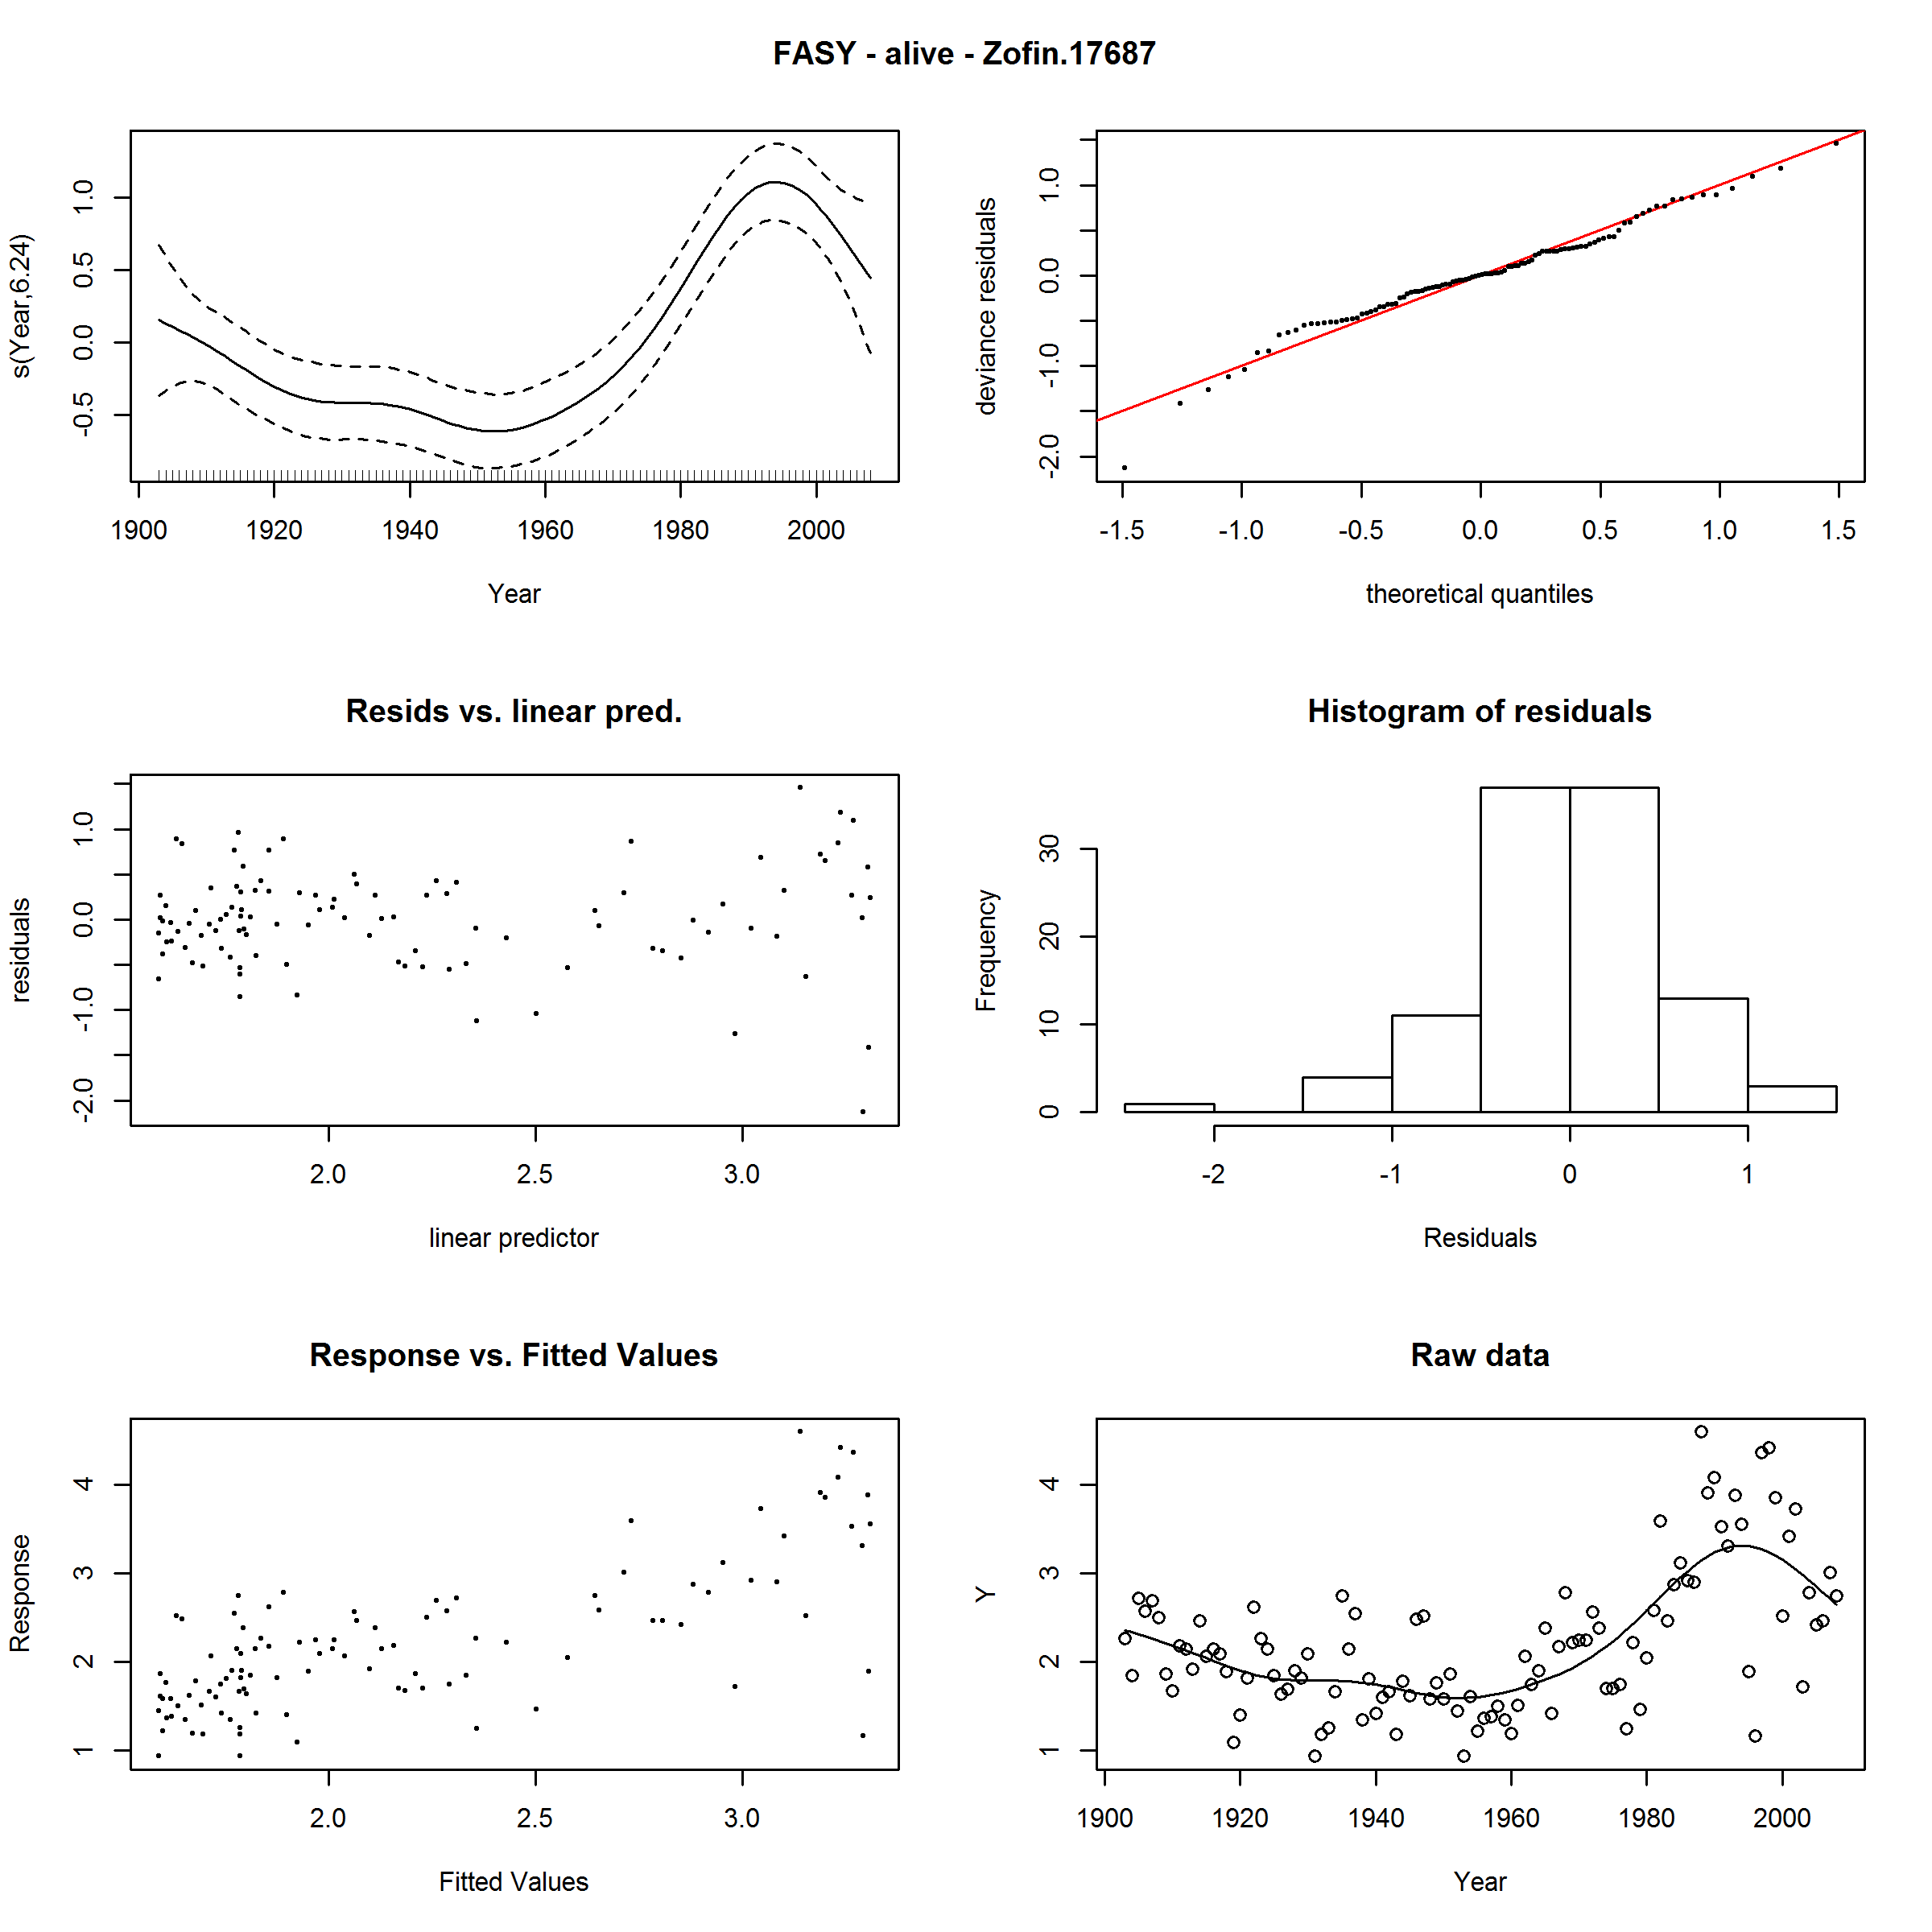 FASY - alive - Zofin.17687
s(Year,6.24)
-0.5 0.0 0.5 1.0
1900 1920 1940 1960 1980 2000
Year
deviance residuals
-2.0 -1.0 0.0 1.0
-1.5 -1.0 -0.5 0.0 0.5 1.0 1.5
theoretical quantiles
Resids vs. linear pred.
residuals
-2.0 -1.0 0.0 1.0
2.0 2.5 3.0
linear predictor
Histogram of residuals
Frequency
0 10 20 30
-2 -1 0 1
Residuals
Response vs. Fitted Values
Response
1 2 3 4
2.0 2.5 3.0
Fitted Values
Raw data
Y
1 2 3 4
1900 1920 1940 1960 1980 2000
Year